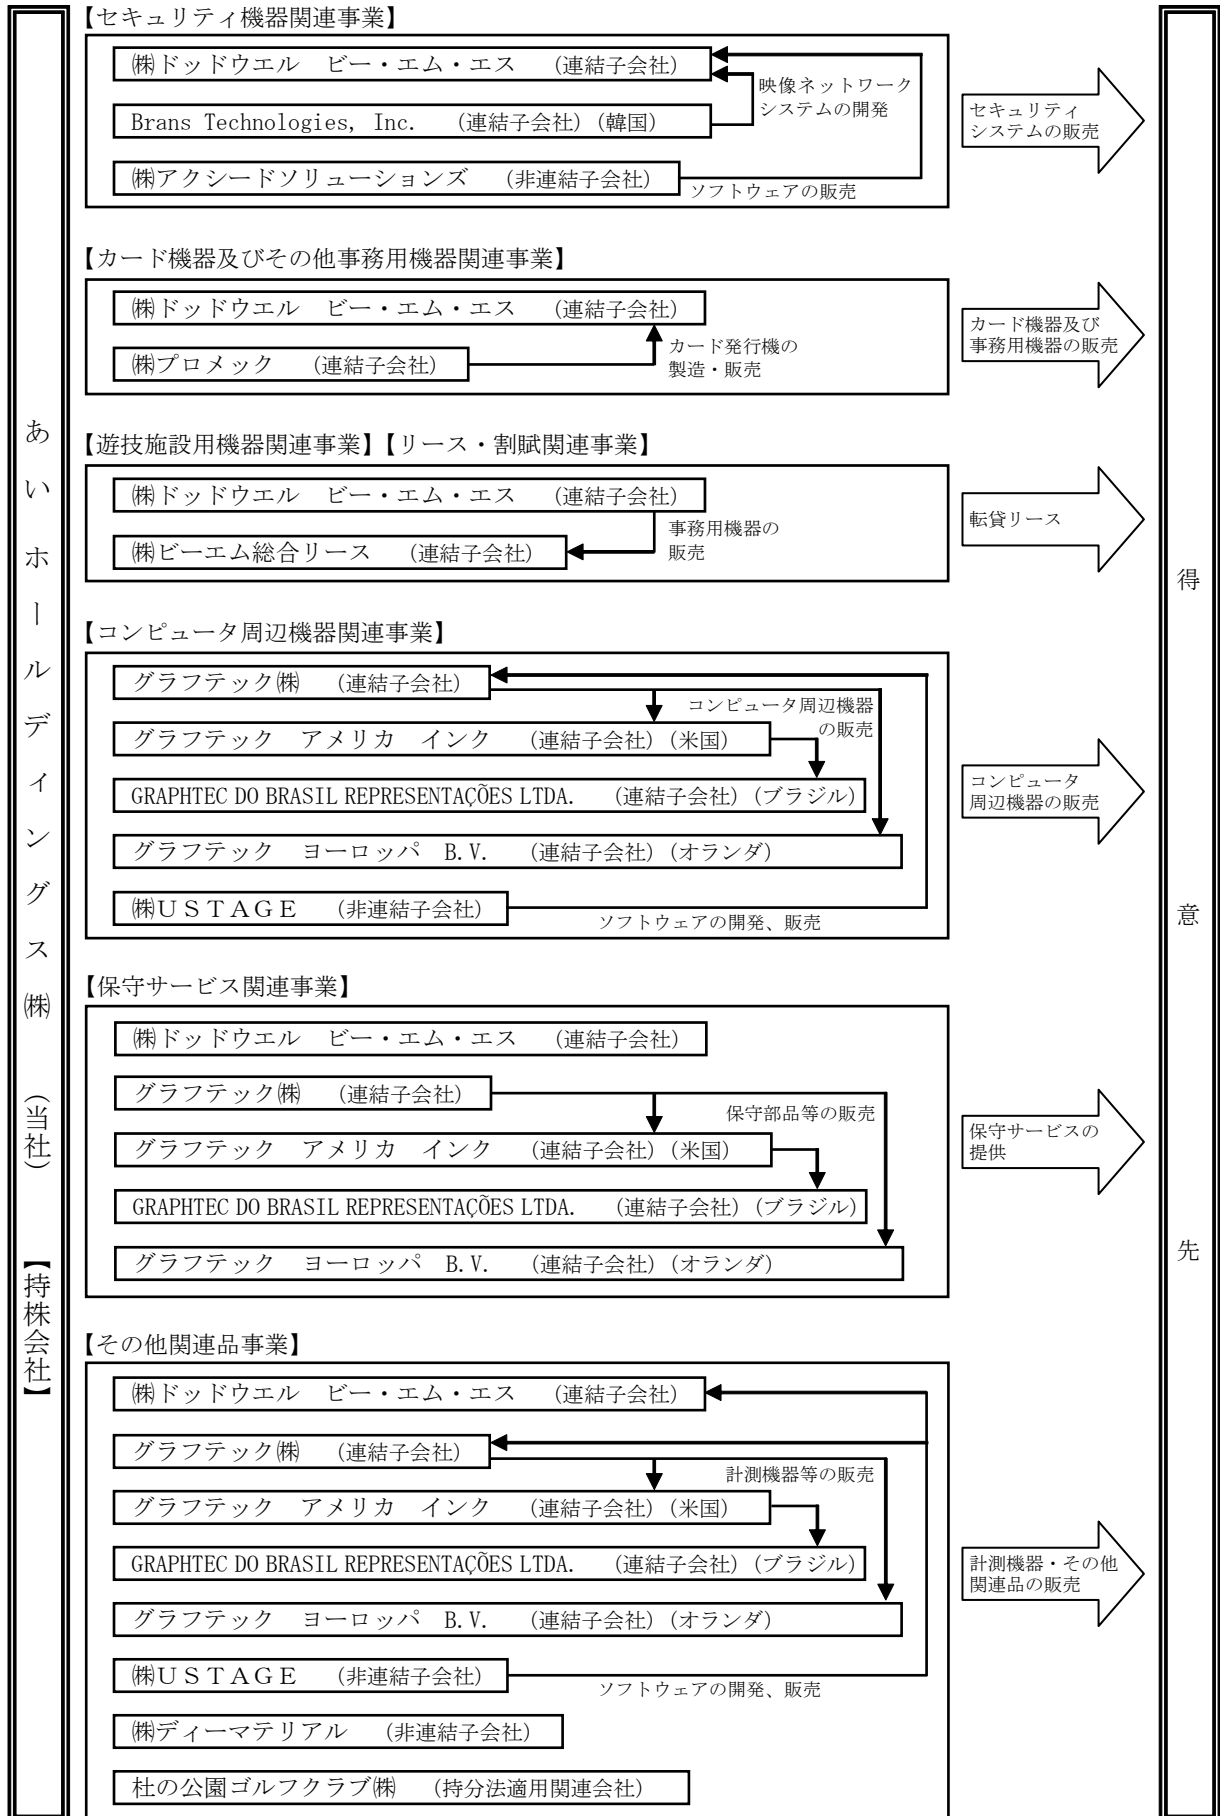 あいホールディングス㈱　（当社）　【持株会社】
【セキュリティ機器関連事業】
㈱ドッドウエル　ビー・エム・エス　（連結子会社）
映像ネットワーク
システムの開発
Brans Technologies, Inc.　（連結子会社）（韓国）
㈱アクシードソリューションズ　（非連結子会社）
ソフトウェアの販売
セキュリティ
システムの販売
【カード機器及びその他事務用機器関連事業】
㈱ドッドウエル　ビー・エム・エス　（連結子会社）
㈱プロメック　（連結子会社）
カード発行機の
製造・販売
カード機器及び
事務用機器の販売
【遊技施設用機器関連事業】【リース・割賦関連事業】
㈱ドッドウエル　ビー・エム・エス　（連結子会社）
事務用機器の
販売
㈱ビーエム総合リース　（連結子会社）
転貸リース
【コンピュータ周辺機器関連事業】
グラフテック㈱　（連結子会社）
コンピュータ周辺機器
の販売
グラフテック　アメリカ　インク　（連結子会社）（米国）
GRAPHTEC DO BRASIL REPRESENTAÇÕES LTDA.　（連結子会社）（ブラジル）
グラフテック　ヨーロッパ　B.V.　（連結子会社）（オランダ）
㈱ＵＳＴＡＧＥ　（非連結子会社）
ソフトウェアの開発、販売
コンピュータ
周辺機器の販売
【保守サービス関連事業】
㈱ドッドウエル　ビー・エム・エス　（連結子会社）
グラフテック㈱　（連結子会社）
保守部品等の販売
グラフテック　アメリカ　インク　（連結子会社）（米国）
GRAPHTEC DO BRASIL REPRESENTAÇÕES LTDA.　（連結子会社）（ブラジル）
グラフテック　ヨーロッパ　B.V.　（連結子会社）（オランダ）
保守サービスの
提供
【その他関連品事業】
㈱ドッドウエル　ビー・エム・エス　（連結子会社）
グラフテック㈱　（連結子会社）
計測機器等の販売
グラフテック　アメリカ　インク　（連結子会社）（米国）
GRAPHTEC DO BRASIL REPRESENTAÇÕES LTDA.　（連結子会社）（ブラジル）
グラフテック　ヨーロッパ　B.V.　（連結子会社）（オランダ）
㈱ＵＳＴＡＧＥ　（非連結子会社）
ソフトウェアの開発、販売
㈱ディーマテリアル　（非連結子会社）
杜の公園ゴルフクラブ㈱　（持分法適用関連会社）
計測機器・その他
関連品の販売
得意先